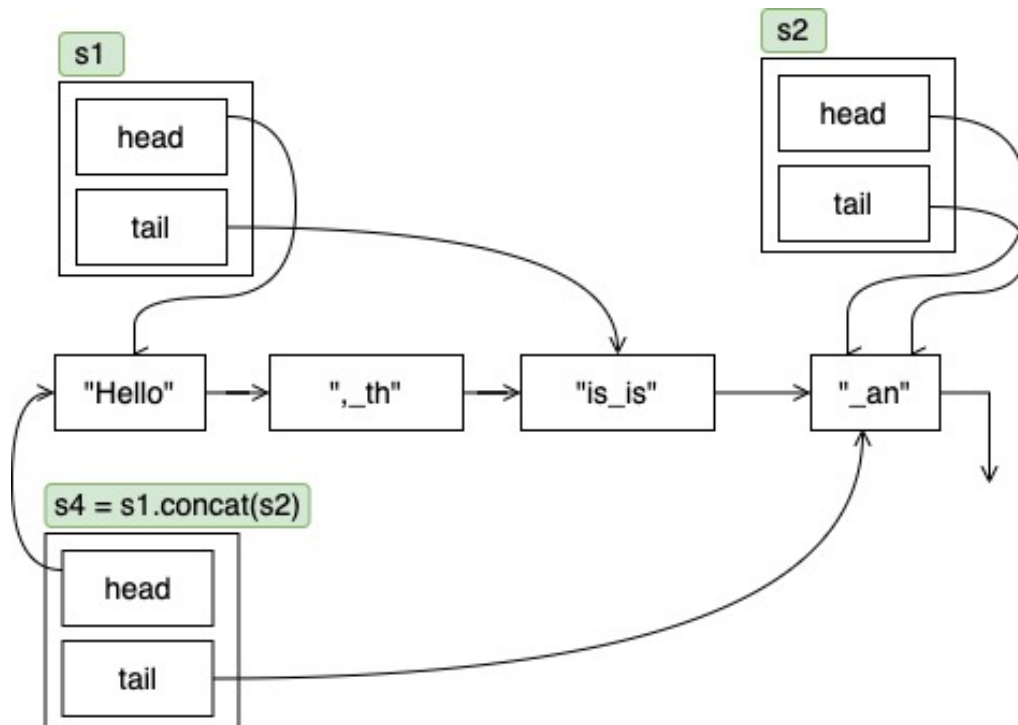 s1
head
tail
s2
head
tail
"Hello"
",_th"
"is_is"
"_an"
s4 = s1.concat(s2)
head
tail